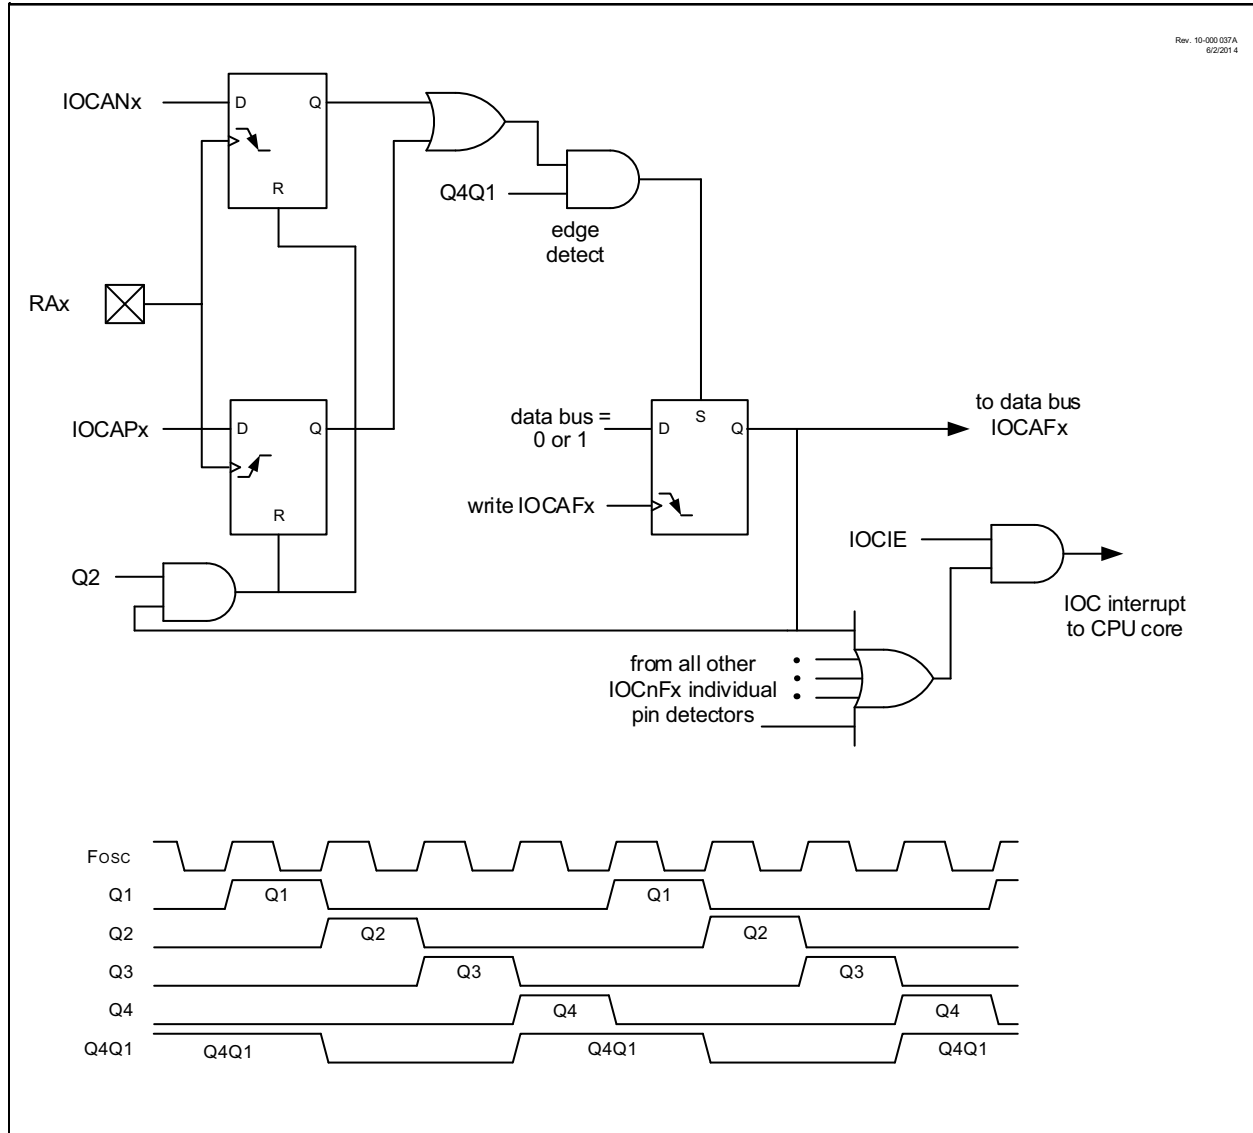 Rev. 10-000 037A
6/2/201 4
IOCANx
D
Q
R
Q4Q1
edge
detect
RAx
IOCAPx
D
Q
R
data bus =
0 or 1
S
D
Q
to data bus
IOCAFx
write IOCAFx
IOCIE
Q2
IOC interrupt
to CPU core
from all other
IOCnFx individual
pin detectors
FOSC
Q1
Q1
Q1
Q2
Q2
Q2
Q3
Q3
Q3
Q4
Q4
Q4
Q4Q1
Q4Q1
Q4Q1
Q4Q1